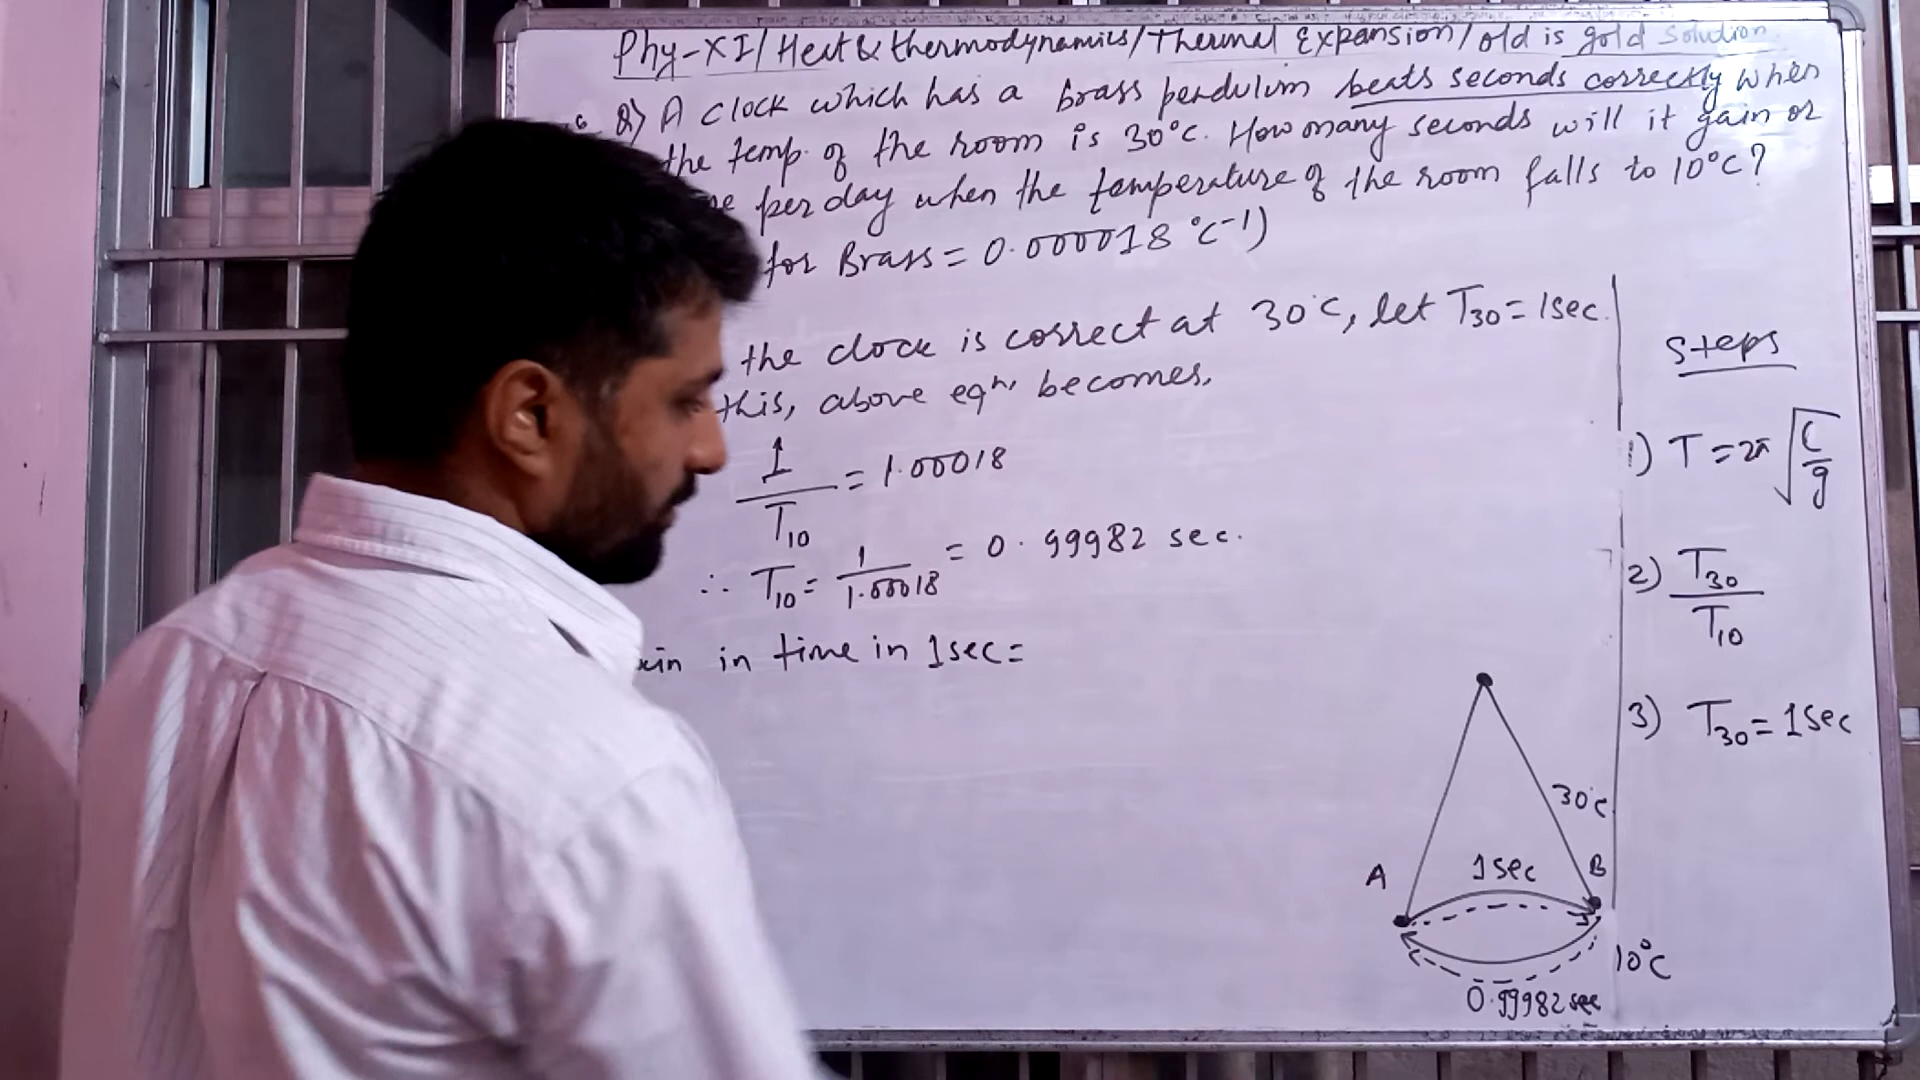 Phy-XI/Heat & thermodynamics/Thermal Expansion/old is gold solution
Q) A clock which has a brass pendulum beats seconds correctly when
the temp. of the room is 30°C. How many seconds will it gain or
per day when the temperature of the room falls to 10°C?
for Brass = 0.000018 °C-1)
the clock is correct at 30°C, let T30 = 1sec.
this, above eqn, becomes,
1/T10 = 1.00018
∴ T10 = 1/1.00018 = 0.99982 sec.
in time in 1sec =
steps
1) T = 2π √l/g
2) T30/T10
3) T30 = 1sec
30°C
A
1sec
B
10°C
0.99982 sec